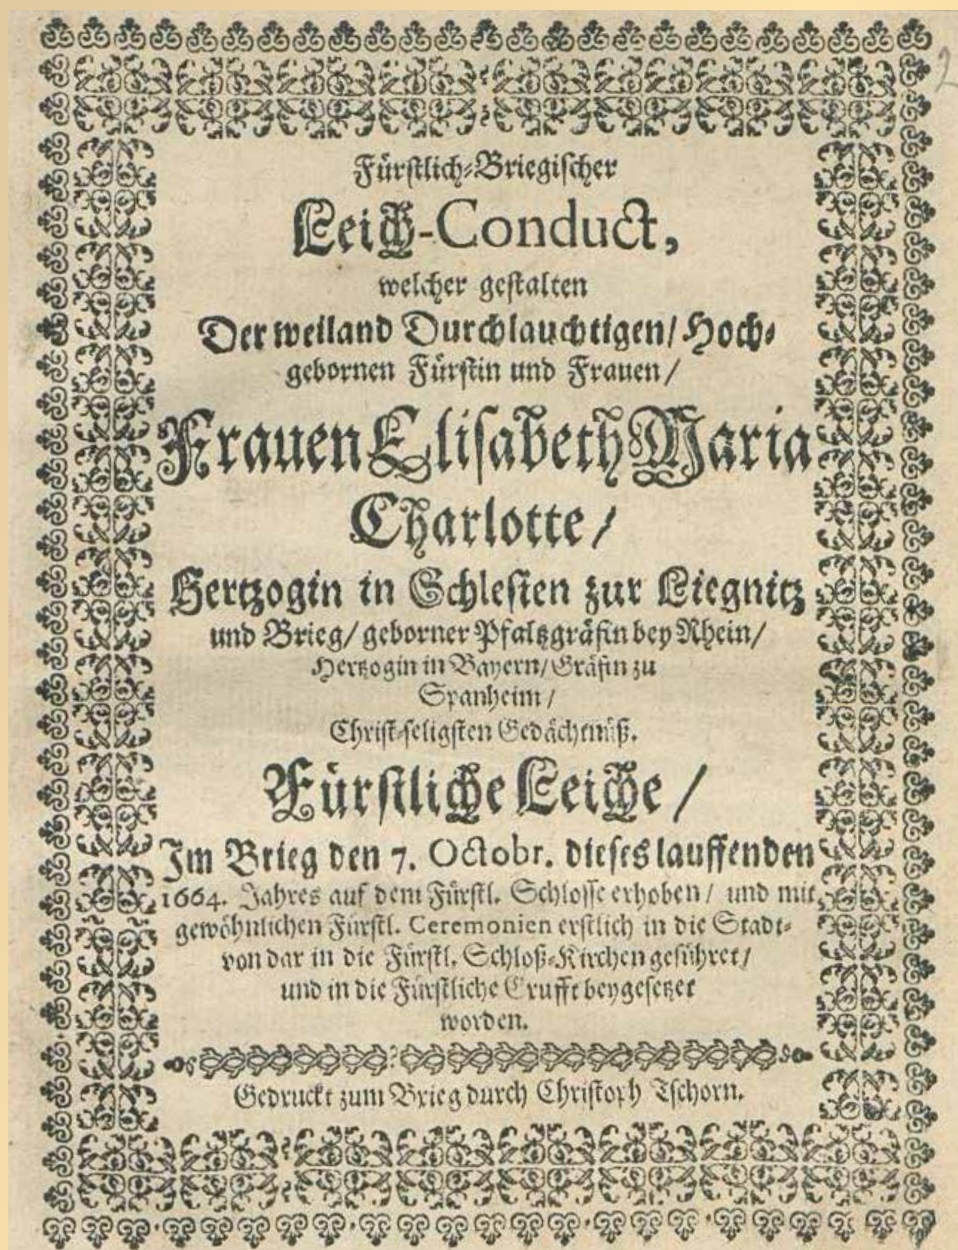 2
Fürstlich-Briegischer
Leich-Conduct,
welcher gestalten
Der weiland Durchlauchtigen/ Hoch-
gebornen Fürstin und Frauen/
Frauen Elisabeth Maria
Charlotte/
Hertzogin in Schlesien zur Liegnitz
und Brieg/ geborner Pfaltzgräfin bey Rhein/
Hertzogin in Bayern/ Gräfin zu
Spanheim/
Christ-seligsten Gedächtnüß.
Fürstliche Leiche/
Im Brieg den 7. Octobr. dieses lauffenden
1664. Jahres auf dem Fürstl. Schlosse erhoben/ und mit
gewöhnlichen Fürstl. Ceremonien erstlich in die Stadt-
von dar in die Fürstl. Schloß-Kirchen geführet/
und in die Fürstliche Crufft beygesetzet
worden.
Gedruckt zum Brieg durch Christoph Tschorn.